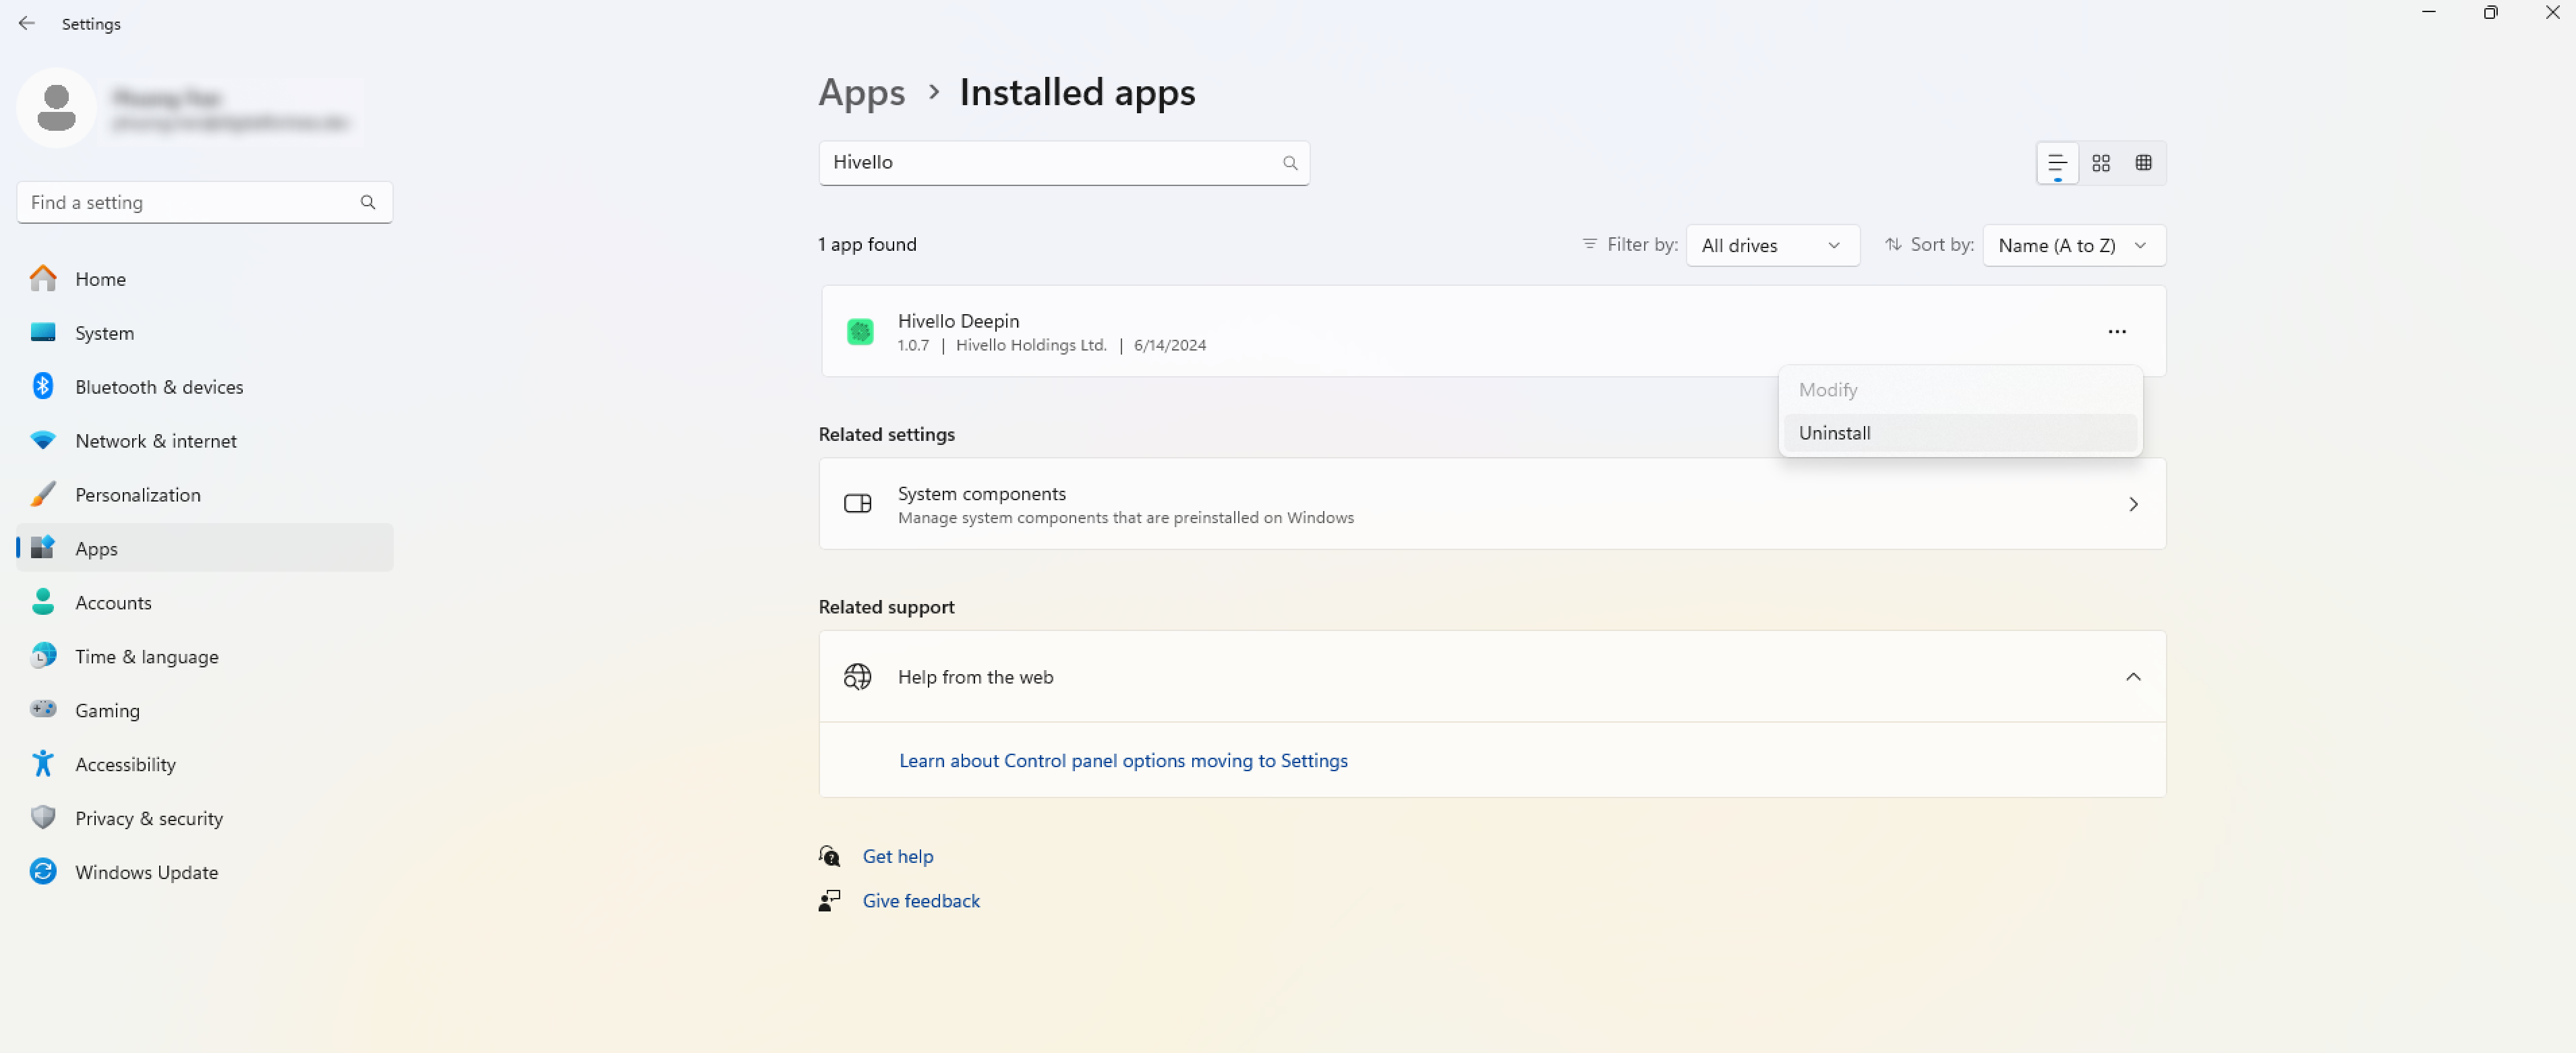 Settings
Find a setting
Home
System
Bluetooth & devices
Network & internet
Personalization
Apps
Accounts
Time & language
Gaming
Accessibility
Privacy & security
Windows Update
Apps > Installed apps
Hivello
1 app found
Filter by: All drives
Sort by: Name (A to Z)
Hivello Deepin
1.0.7 | Hivello Holdings Ltd. | 6/14/2024
Modify
Uninstall
Related settings
System components
Manage system components that are preinstalled on Windows
Related support
Help from the web
Learn about Control panel options moving to Settings
Get help
Give feedback